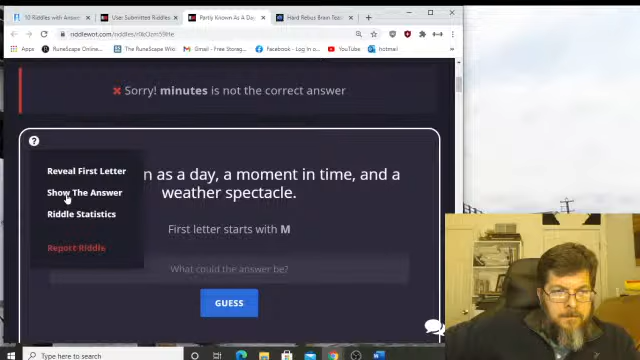 10 Riddles with Answer
User Submitted Riddles
Partly Known As A Day
Hard Rebus Brain Teas
riddlewot.com/riddles/
Apps
RuneScape Online...
The RuneScape Wiki
Gmail - Free Storag...
Facebook - Log In o...
YouTube
hotmail
✖ Sorry! minutes is not the correct answer
Reveal First Letter
Show The Answer
Riddle Statistics
Report Riddle
n as a day, a moment in time, and a
weather spectacle.
First letter starts with M
What could the answer be?
GUESS
Type here to search